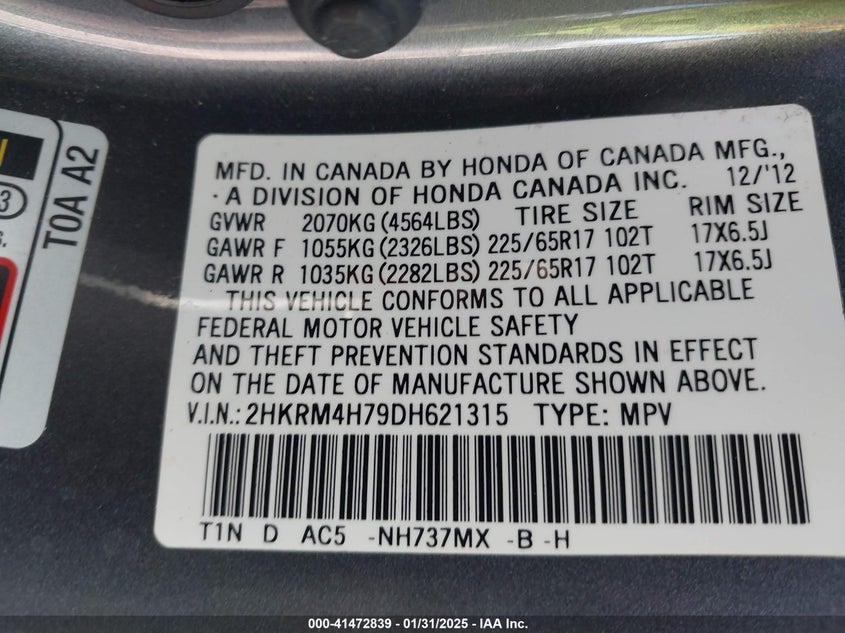 MFD. IN CANADA BY HONDA OF CANADA MFG.,
·A DIVISION OF HONDA CANADA INC. 12/'12
GVWR 2070KG(4564LBS) TIRE SIZE RIM SIZE
GAWR F 1055KG(2326LBS) 225/65R17 102T 17X6.5J
GAWR R 1035KG(2282LBS) 225/65R17 102T 17X6.5J
THIS VEHICLE CONFORMS TO ALL APPLICABLE
FEDERAL MOTOR VEHICLE SAFETY
AND THEFT PREVENTION STANDARDS IN EFFECT
ON THE DATE OF MANUFACTURE SHOWN ABOVE.
V.I.N.: 2HKRM4H79DH621315 TYPE: MPV
T1N D AC5 -NH737MX -B -H
T0A A2
3
000-41472839 - 01/31/2025 - IAA Inc.